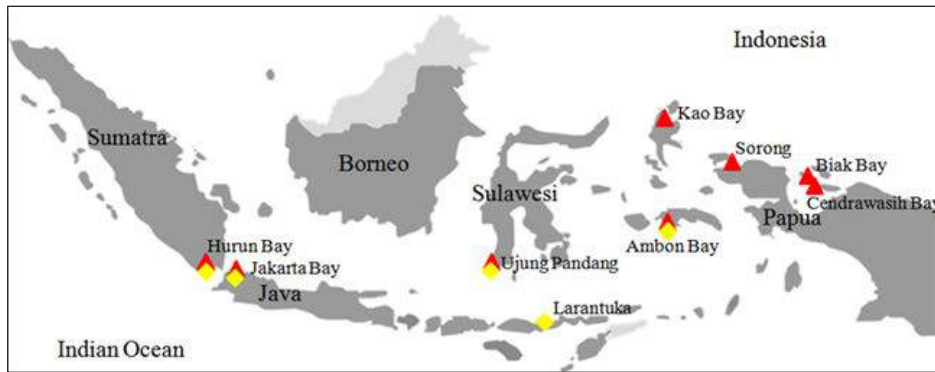 Indonesia
Kao Bay
Sumatra
Borneo
Sorong
Biak Bay
Sulawesi
Cendrawasih Bay
Papua
Hurun Bay
Ambon Bay
Jakarta Bay
Ujung Pandang
Java
Larantuka
Indian Ocean